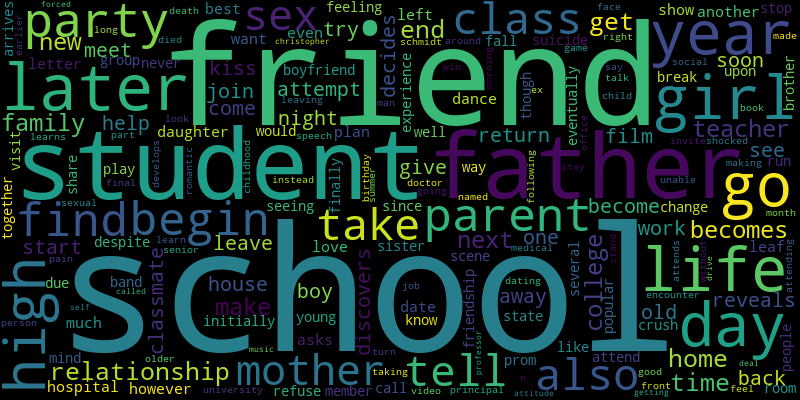 party
sex
class
get
year
new
meet
friend
end
try
feeling
best
even
left
fall
suicide
show
another
stop
death
died
long
forced
arrives
earlier
later
letter
group
never
kiss
boyfriend
want
decides
experience
christopher
schmidt
around
face
right
game
say
talk
social
made
man
win
soon
upon
break
brother
girl
join
attempt
come
night
dance
though
ex
eventually
child
book
family
help
daughter
would
plan
well
return
film
teacher
look
leaving
speech
office
invite
shocked
learns
part
visit
share
student
father
see
run
play
final
develops
romantic
childhood
instead
finally
doctor
birthday
summer
going
give
way
named
following
stay
unable
making
go
month
together
sexual
seeing
since
find
begin
take
parent
become
change
work
becomes
start
despite
learn
senior
leave
love
sister
next
one
medical
scene
several
college
stand
attends
without
drive
leaf
attending
life
high
pain
due
band
called
classmate
house
make
initially
boy
young
asks
discovers
job
date
know
friendship
away
dating
state
popular
old
crush
encounter
reveals
day
people
school
self
much
person
mind
older
music
turn
professor
prom
like
attend
home
good
deal
relationship
mother
tell
also
time
back
hospital
however
university
refuse
member
video
call
taking
principal
n
attitude
getting
front
feel
room